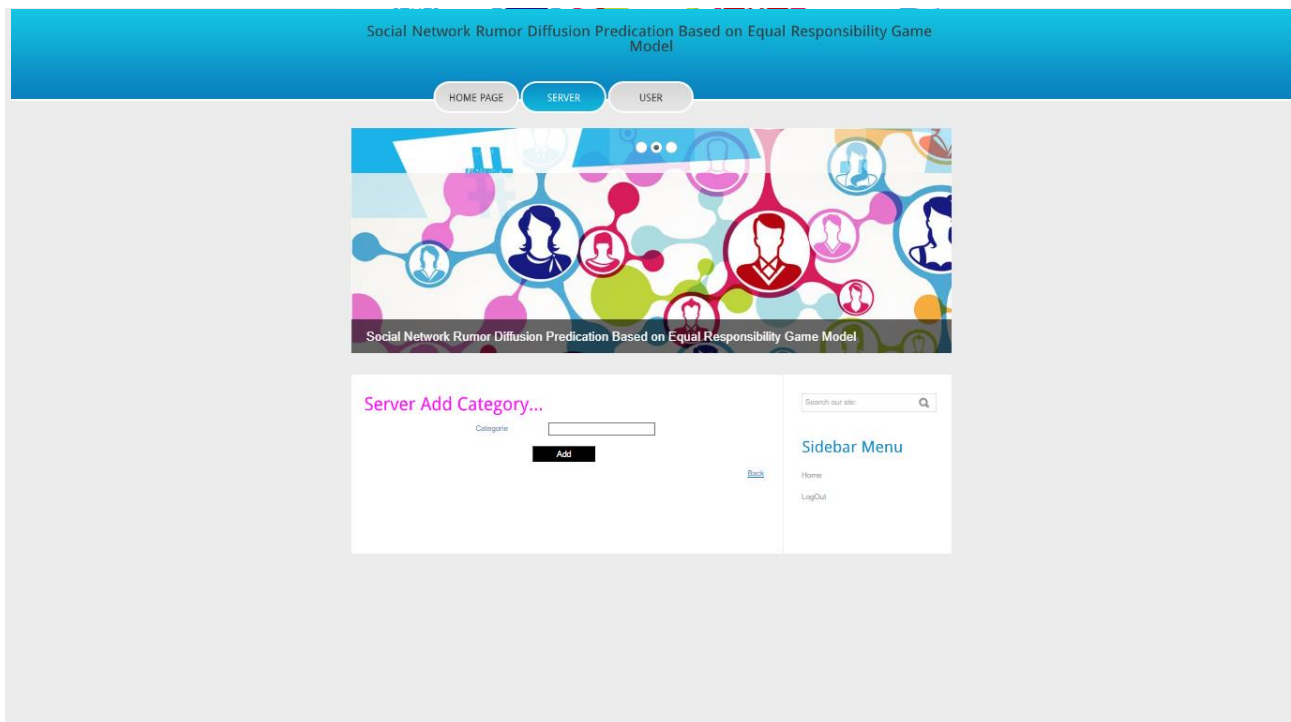 Social Network Rumor Diffusion Predication Based on Equal Responsibility Game
Model
HOME PAGE
SERVER
USER
#
Social Network Rumor Diffusion Predication Based on Equal Responsibility Game Model
Server Add Category...
Categorie
Add
Back
Search our site:
Sidebar Menu
Home
LogOut